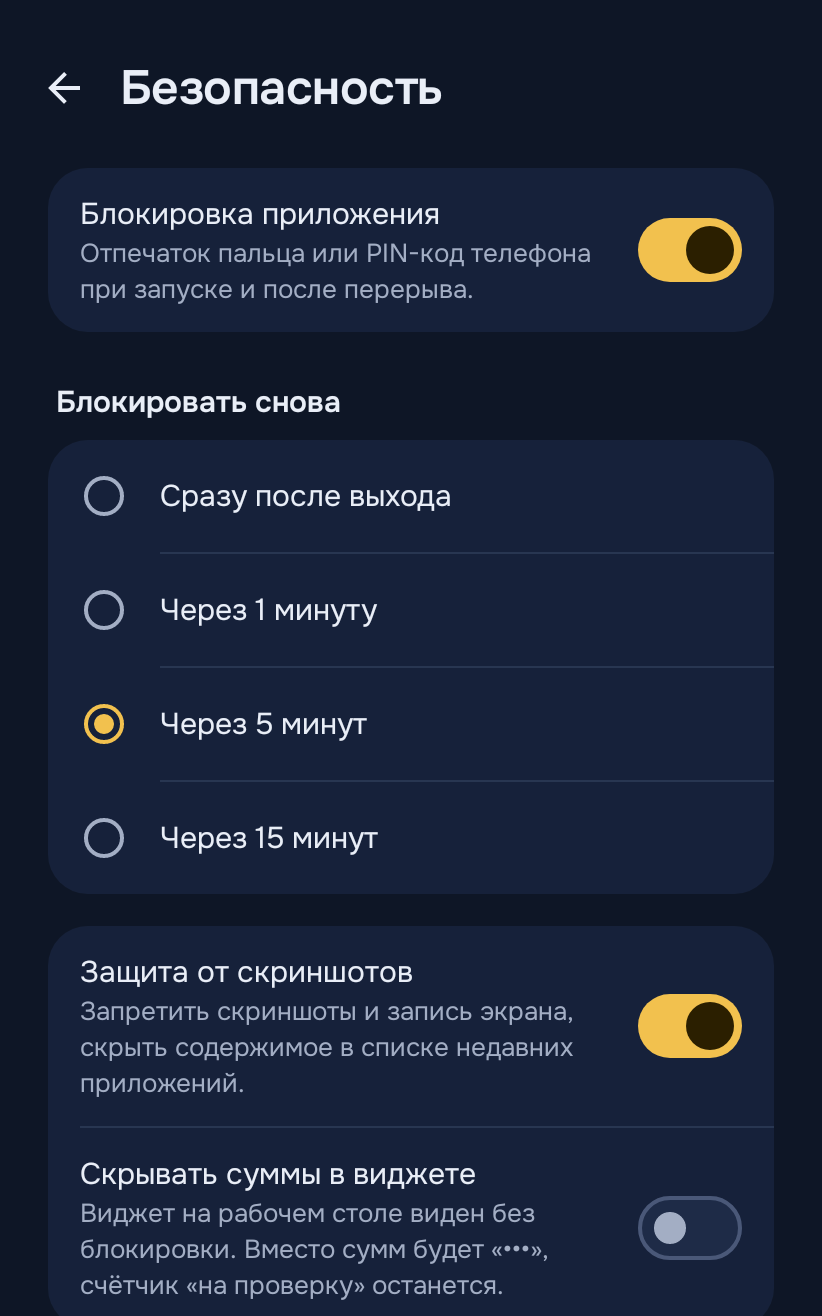 Безопасность
Блокировка приложения
Отпечаток пальца или PIN-код телефона
при запуске и после перерыва.
Блокировать снова
Сразу после выхода
Через 1 минуту
Через 5 минут
Через 15 минут
Защита от скриншотов
Запретить скриншоты и запись экрана,
скрыть содержимое в списке недавних
приложений.
Скрывать суммы в виджете
Виджет на рабочем столе виден без
блокировки. Вместо сумм будет «•••»,
счётчик «на проверку» останется.